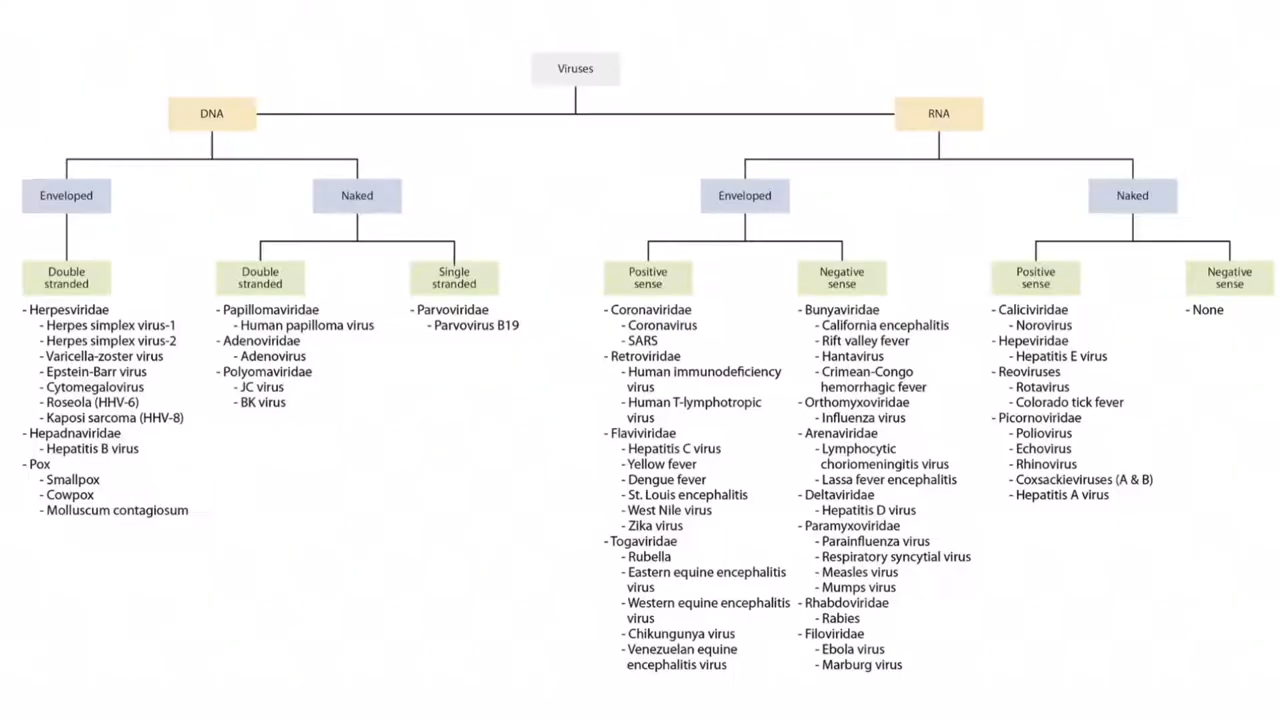 Viruses
DNA
RNA
Enveloped
Naked
Enveloped
Naked
Double
stranded
- Herpesviridae
- Herpes simplex virus-1
- Herpes simplex virus-2
- Varicella-zoster virus
- Epstein-Barr virus
- Cytomegalovirus
- Roseola (HHV-6)
- Kaposi sarcoma (HHV-8)
- Hepadnaviridae
- Hepatitis B virus
- Pox
- Smallpox
- Cowpox
- Molluscum contagiosum
Double
stranded
- Papillomaviridae
- Human papilloma virus
- Adenoviridae
- Adenovirus
- Polyomaviridae
- JC virus
- BK virus
Single
stranded
- Parvoviridae
- Parvovirus B19
Positive
sense
- Coronaviridae
- Coronavirus
- SARS
- Retroviridae
- Human immunodeficiency
virus
- Human T-lymphotropic
virus
- Flaviviridae
- Hepatitis C virus
- Yellow fever
- Dengue fever
- St. Louis encephalitis
- West Nile virus
- Zika virus
- Togaviridae
- Rubella
- Eastern equine encephalitis
virus
- Western equine encephalitis
virus
- Chikungunya virus
- Venezuelan equine
encephalitis virus
Negative
sense
- Bunyaviridae
- California encephalitis
- Rift valley fever
- Hantavirus
- Crimean-Congo
hemorrhagic fever
- Orthomyxoviridae
- Influenza virus
- Arenaviridae
- Lymphocytic
choriomeningitis virus
- Lassa fever encephalitis
- Deltaviridae
- Hepatitis D virus
- Paramyxoviridae
- Parainfluenza virus
- Respiratory syncytial virus
- Measles virus
- Mumps virus
- Rhabdoviridae
- Rabies
- Filoviridae
- Ebola virus
- Marburg virus
Positive
sense
- Caliciviridae
- Norovirus
- Hepeviridae
- Hepatitis E virus
- Reoviruses
- Rotavirus
- Colorado tick fever
- Picornoviridae
- Poliovirus
- Echovirus
- Rhinovirus
- Coxsackieviruses (A & B)
- Hepatitis A virus
Negative
sense
- None